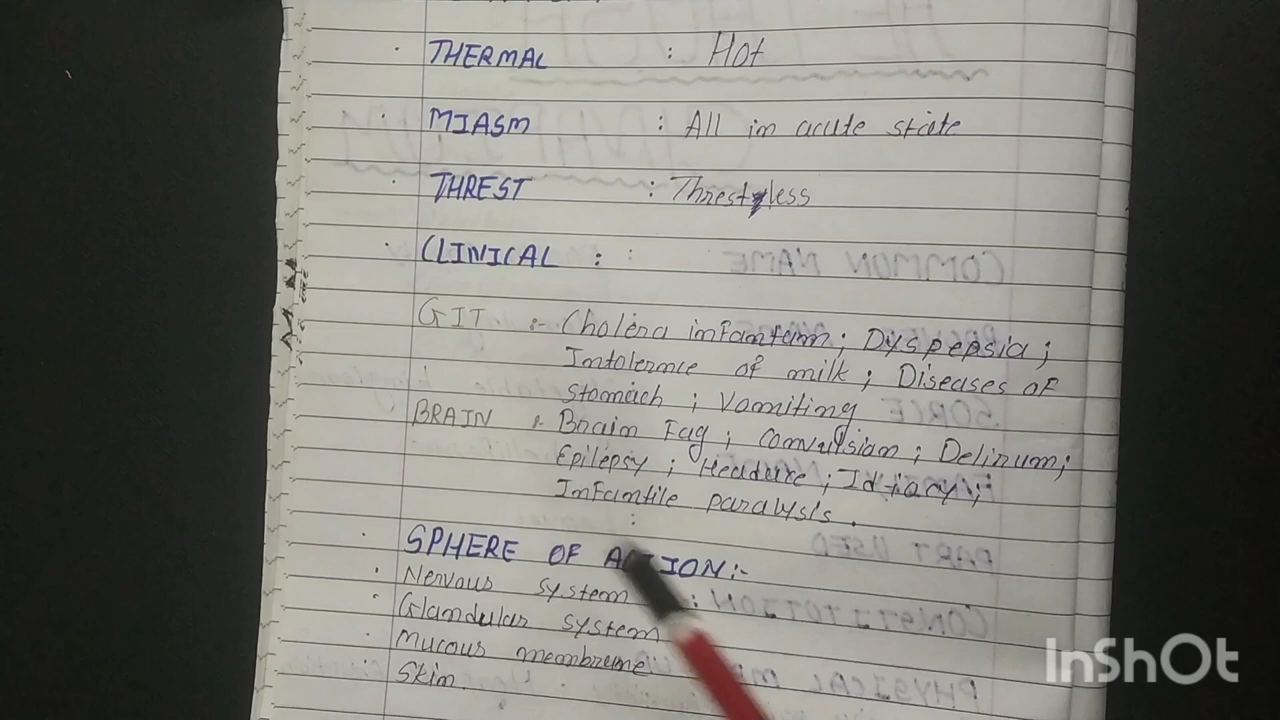 THERMAL : Hot
MIASM : All in acute state
THREST : Threstless
CLINICAL :
GIT :- Cholera infantum ; Dyspepsia ;
Intolernce of milk ; Diseases of
Stomach ; Vomiting
BRAIN :- Brain Fag ; Convulsion ; Delirium ;
Epilepsy ; Headache ; Idiacy ;
Infantile paralysis .
SPHERE OF ACTION :-
Nervous system
Glandular system
Mucous membrane
Skin
InShOt